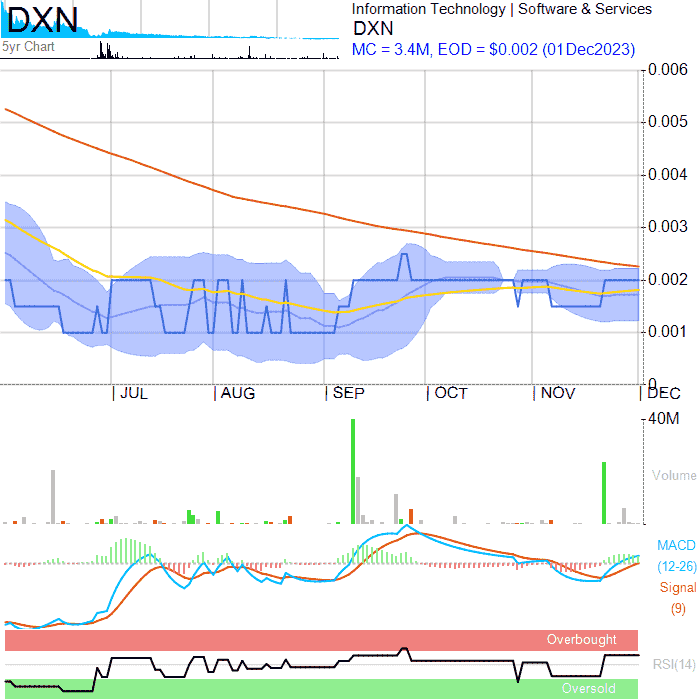 DXN
5yr Chart
Information Technology | Software & Services
DXN
MC = 3.4M, EOD = $0.002 (01Dec2023)
0.006
0.005
0.004
0.003
0.002
0.001
0
JUL AUG SEP OCT NOV DEC
40M
Volume
MACD
(12-26)
Signal
(9)
Overbought
RSI(14)
Oversold